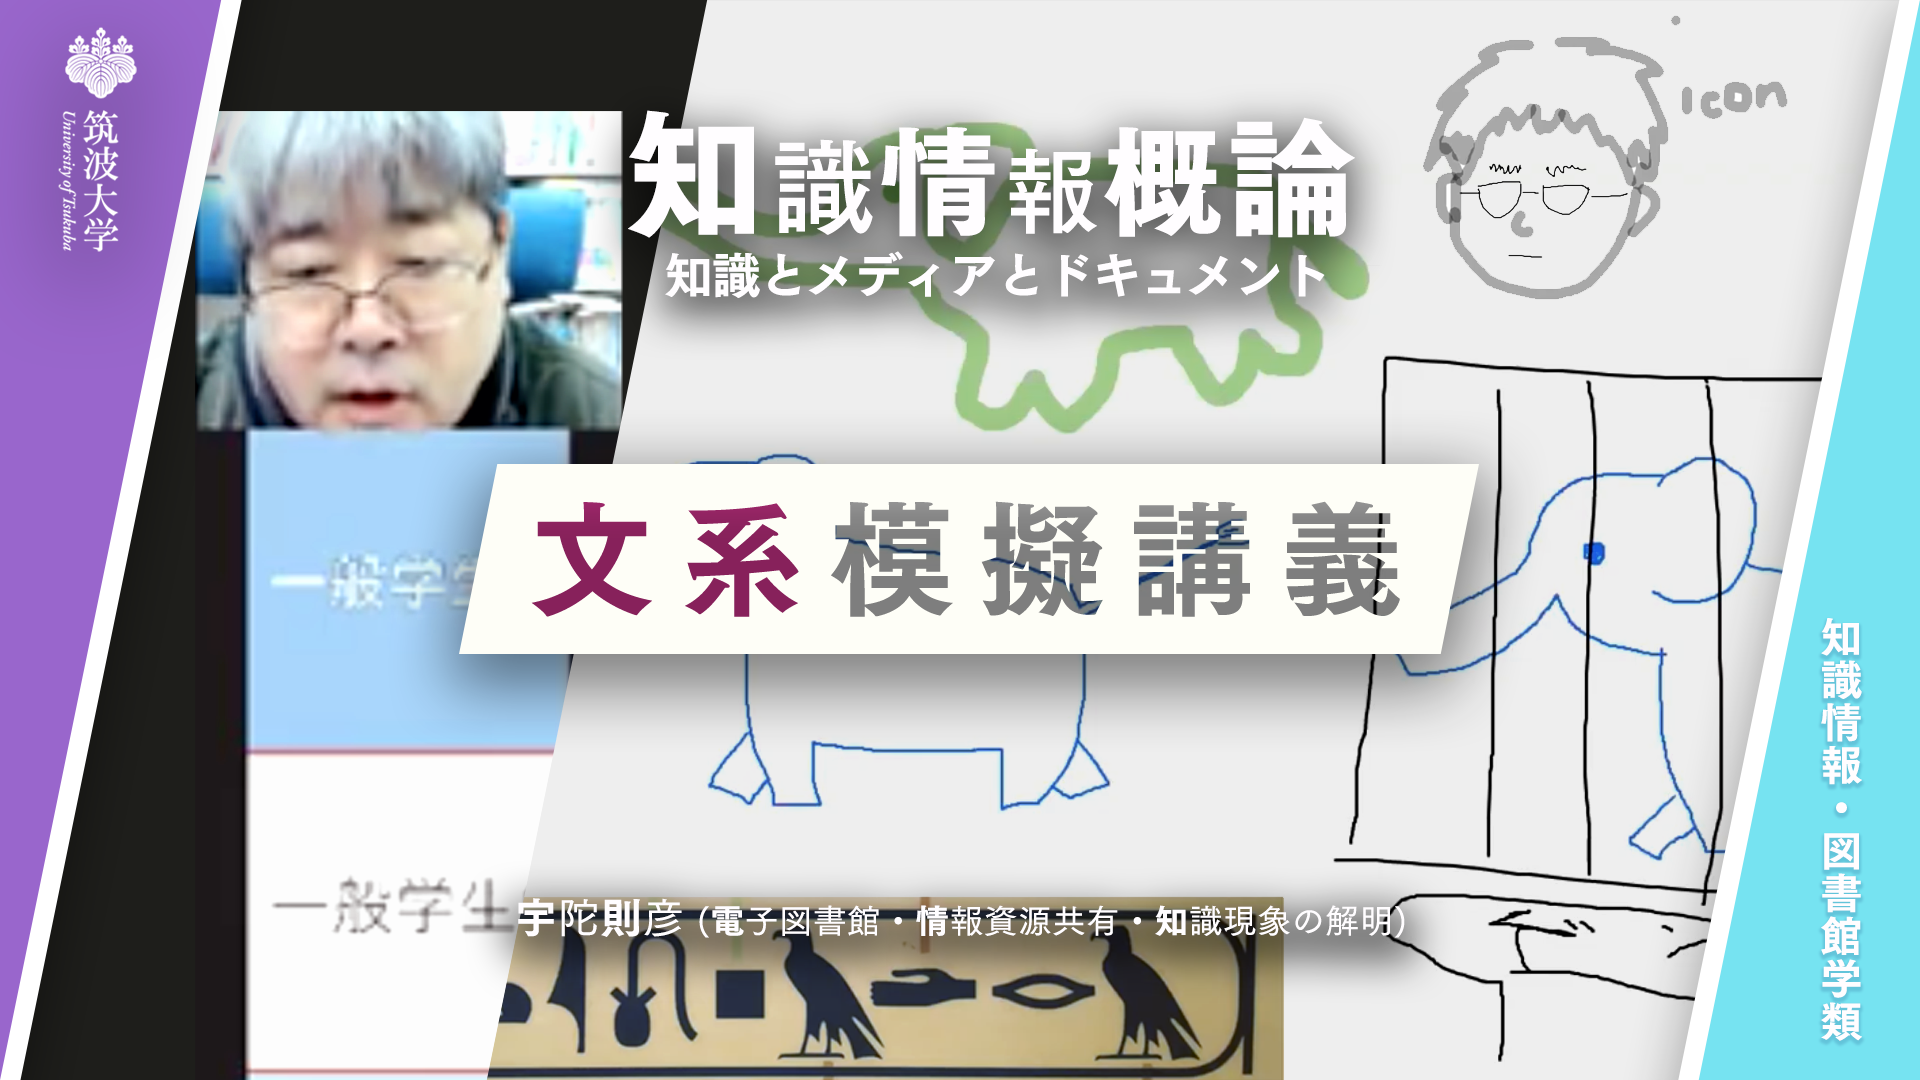 筑波大学
University of Tsukuba
知識情報概論
知識とメディアとドキュメント
Icon
文系模擬講義
一般学生
一般学生
宇陀則彦 (電子図書館・情報資源共有・知識現象の解明)
知識情報・図書館学類